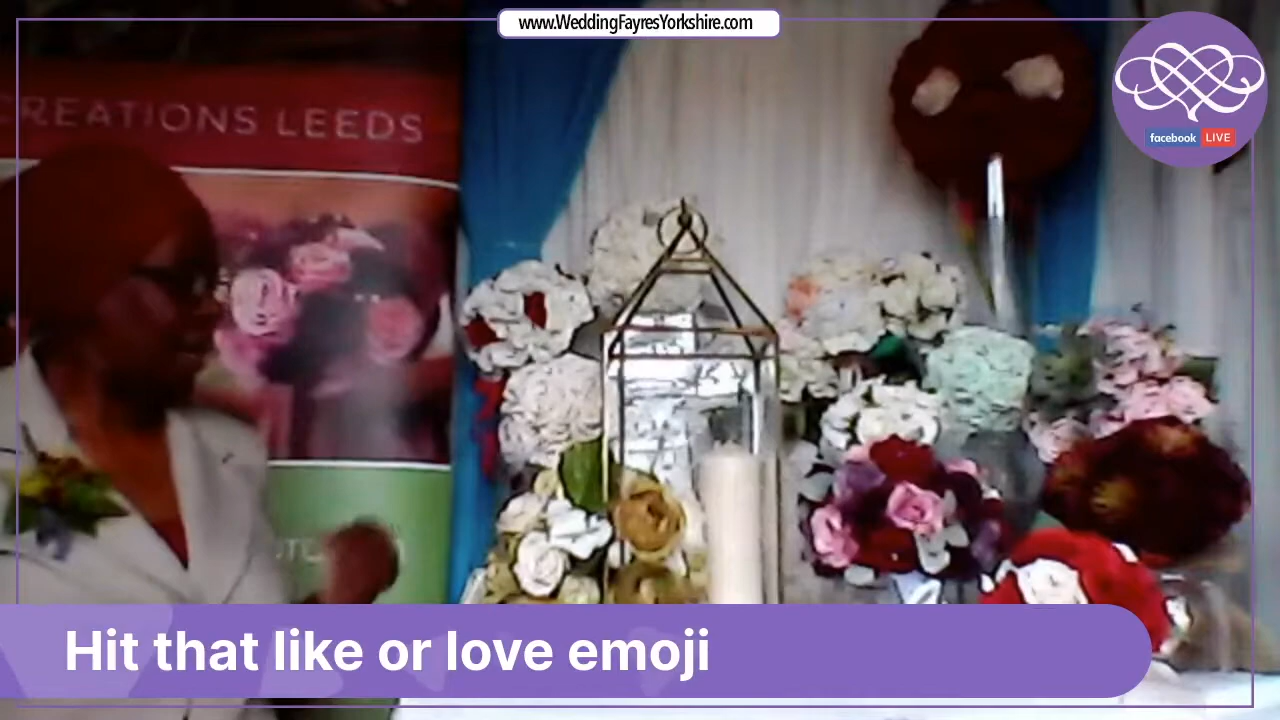 www.WeddingFayresYorkshire.com
CREATIONS LEEDS
facebook LIVE
Hit that like or love emoji